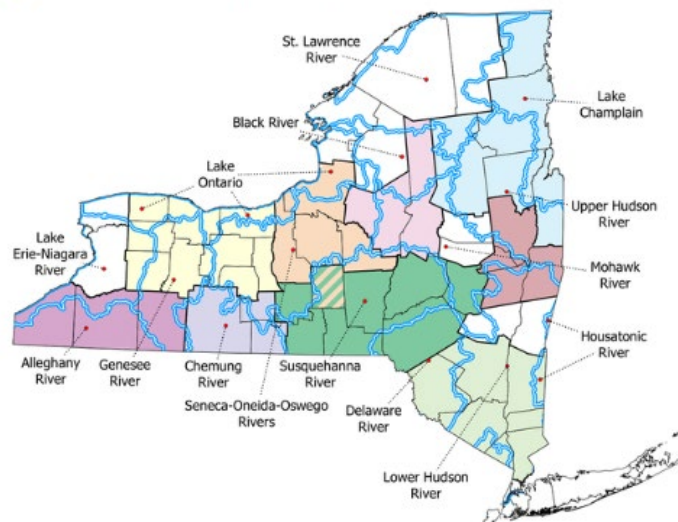 St. Lawrence
River
Lake
Champlain
Black River
Lake
Ontario
Upper Hudson
River
Lake
Erie-Niagara
River
Mohawk
River
Housatonic
River
Alleghany
River
Genesee
River
Chemung
River
Susquehanna
River
Seneca-Oneida-Oswego
Rivers
Delaware
River
Lower Hudson
River